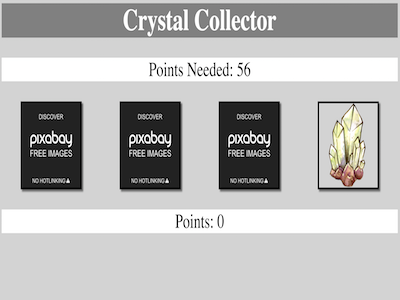 Crystal Collector
Points Needed: 56
DISCOVER
pixabay
FREE IMAGES
NO HOTLINKING
DISCOVER
pixabay
FREE IMAGES
NO HOTLINKING
DISCOVER
pixabay
FREE IMAGES
NO HOTLINKING
Points: 0